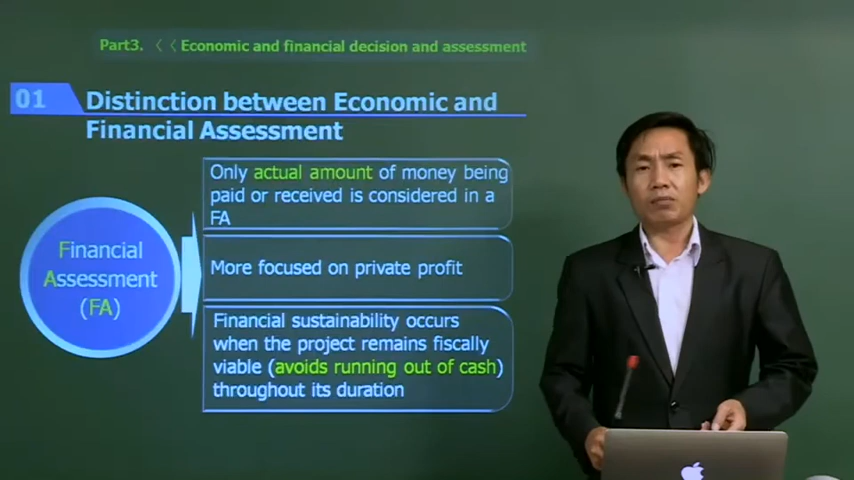 Part3. 〈〈 Economic and financial decision and assessment
01 Distinction between Economic and
Financial Assessment
Only actual amount of money being
paid or received is considered in a
FA
Financial
Assessment
(FA)
More focused on private profit
Financial sustainability occurs
when the project remains fiscally
viable (avoids running out of cash)
throughout its duration